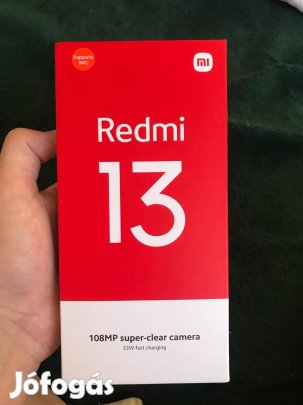 Supports
NFC
mi
Redmi
13
108MP super-clear camera
33W fast charging
Jófogás